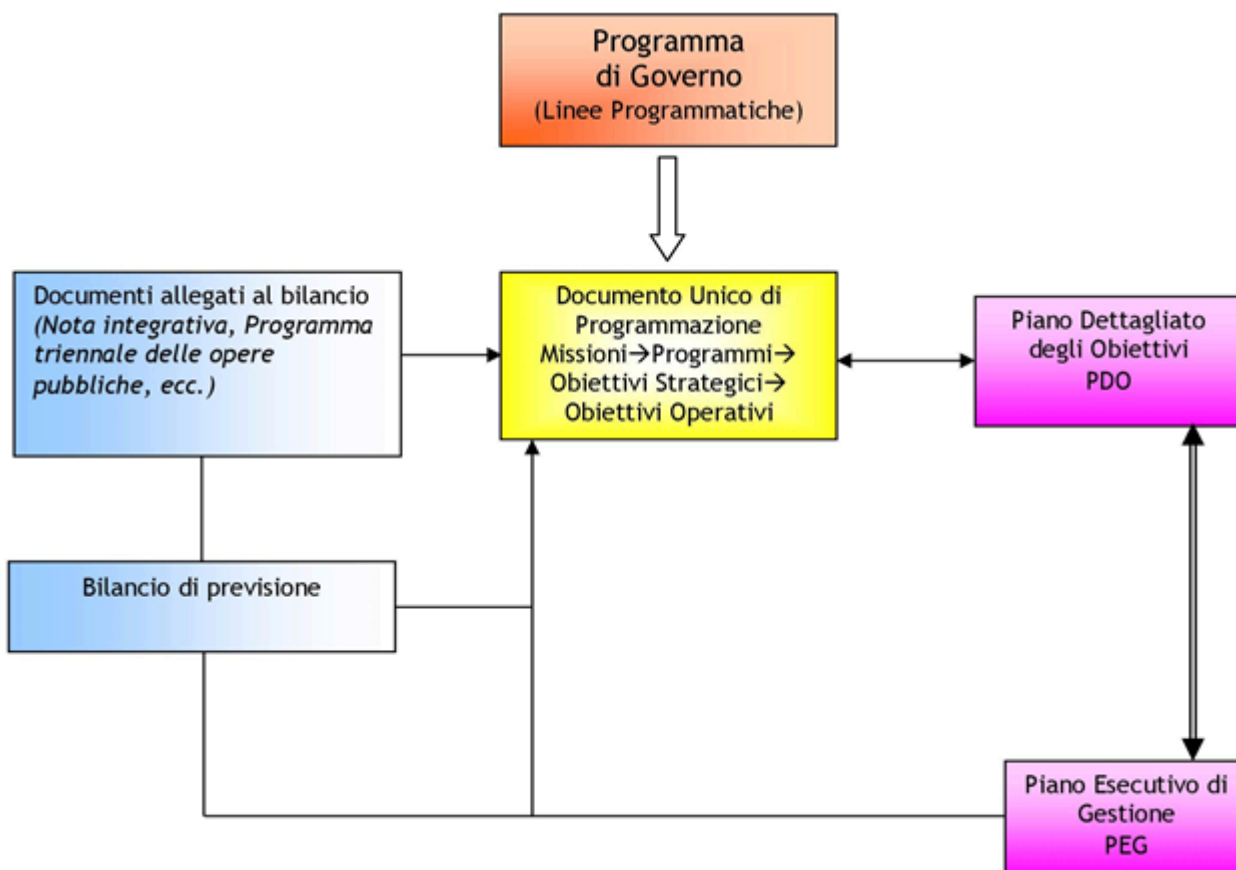 Programma
di Governo
(Linee Programmatiche)
Documenti allegati al bilancio
(Nota integrativa, Programma
triennale delle opere
pubbliche, ecc.)
Documento Unico di
Programmazione
Missioni→Programmi→
Obiettivi Strategici→
Obiettivi Operativi
Piano Dettagliato
degli Obiettivi
PDO
Bilancio di previsione
Piano Esecutivo di
Gestione
PEG